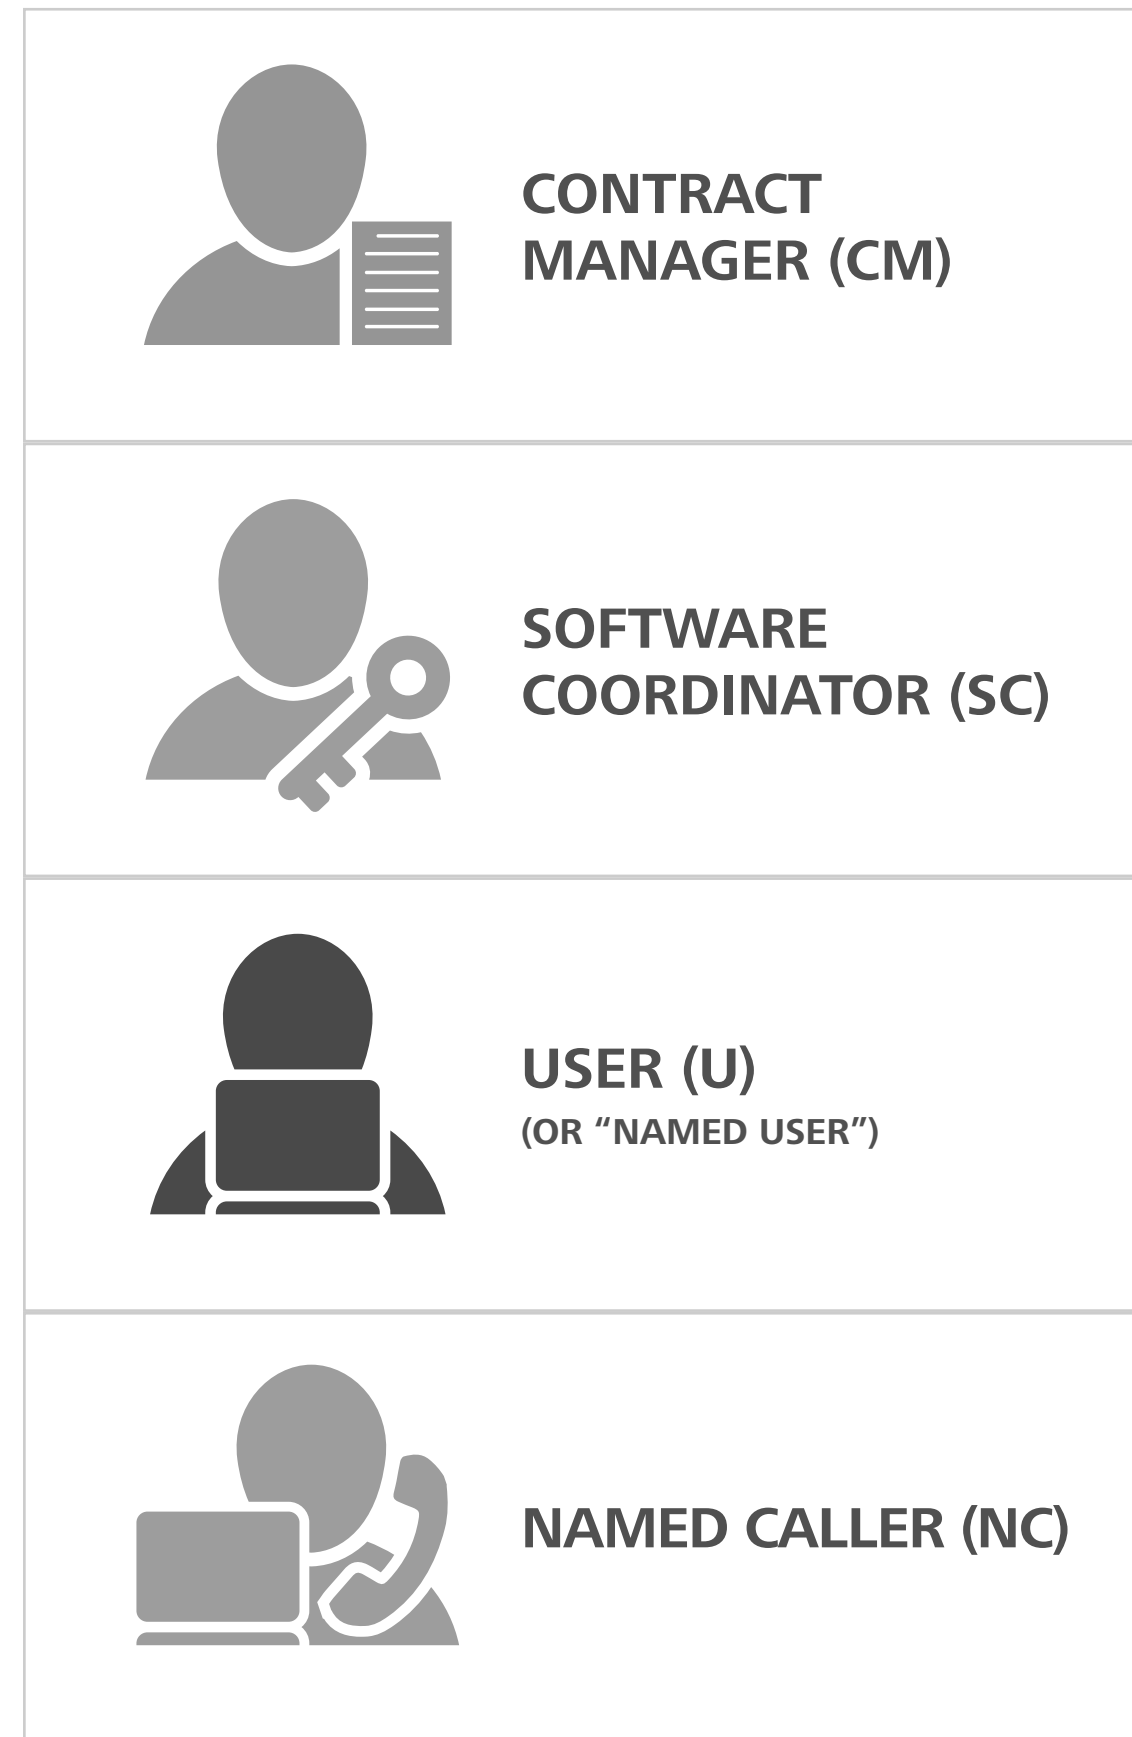 CONTRACT
MANAGER (CM)
SOFTWARE
COORDINATOR (SC)
USER (U)
(OR “NAMED USER”)
NAMED CALLER (NC)